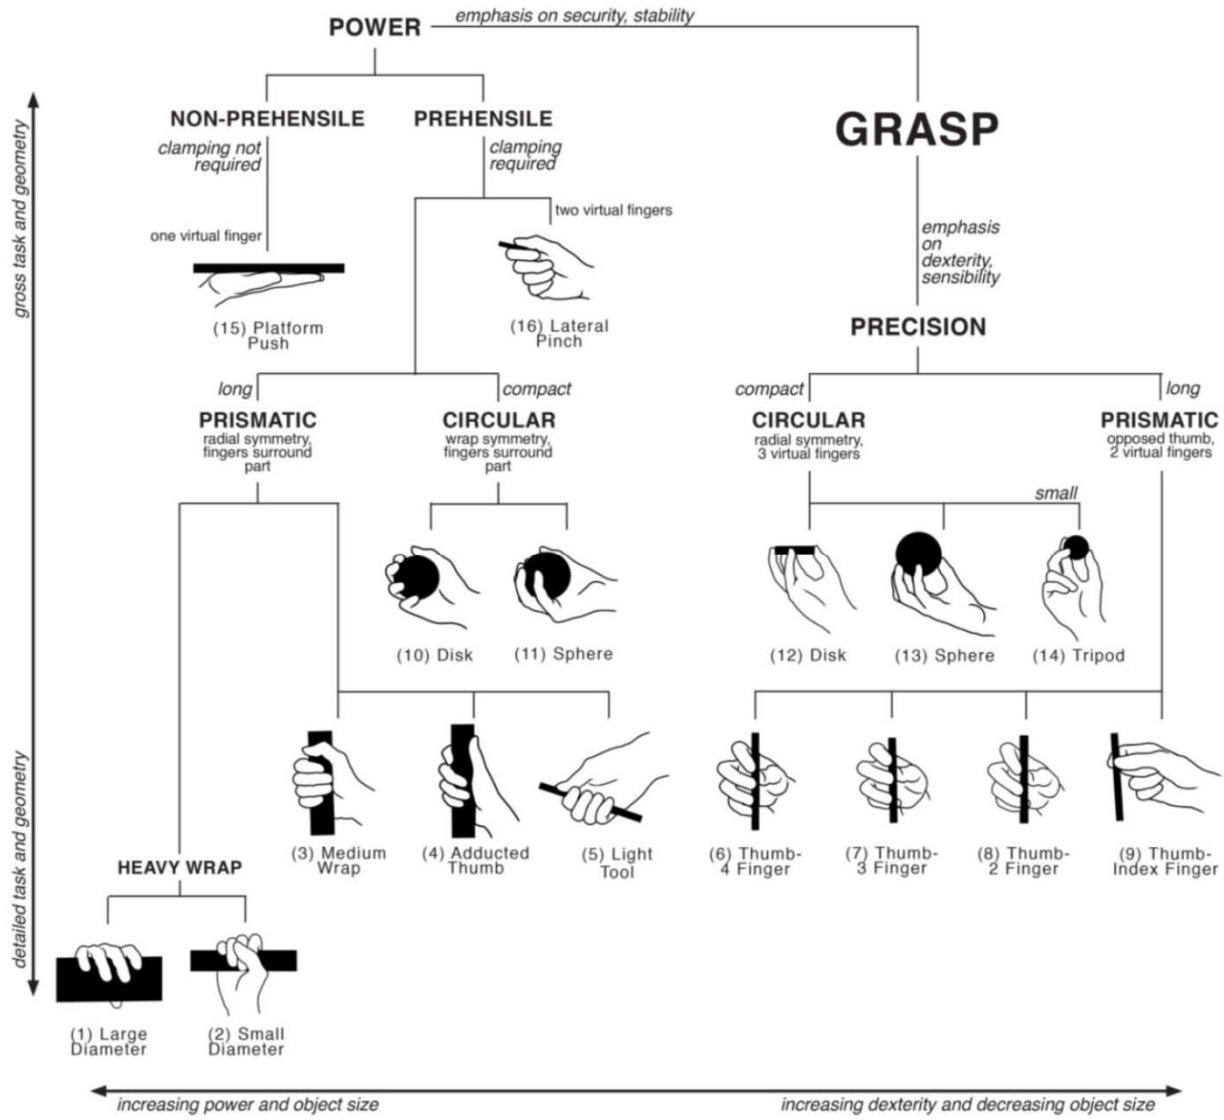 emphasis on security, stability
POWER
NON-PREHENSILE
PREHENSILE
GRASP
clamping not
required
clamping
required
two virtual fingers
one virtual finger
emphasis
on
dexterity,
sensibility
(15) Platform
Push
(16) Lateral
Pinch
PRECISION
long
compact
compact
long
PRISMATIC
radial symmetry,
fingers surround
part
CIRCULAR
wrap symmetry,
fingers surround
part
CIRCULAR
radial symmetry,
3 virtual fingers
PRISMATIC
opposed thumb,
2 virtual fingers
small
(10) Disk
(11) Sphere
(12) Disk
(13) Sphere
(14) Tripod
(3) Medium
Wrap
(4) Adducted
Thumb
(5) Light
Tool
(6) Thumb-
4 Finger
(7) Thumb-
3 Finger
(8) Thumb-
2 Finger
(9) Thumb-
Index Finger
HEAVY WRAP
(1) Large
Diameter
(2) Small
Diameter
gross task and geometry
detailed task and geometry
increasing power and object size
increasing dexterity and decreasing object size